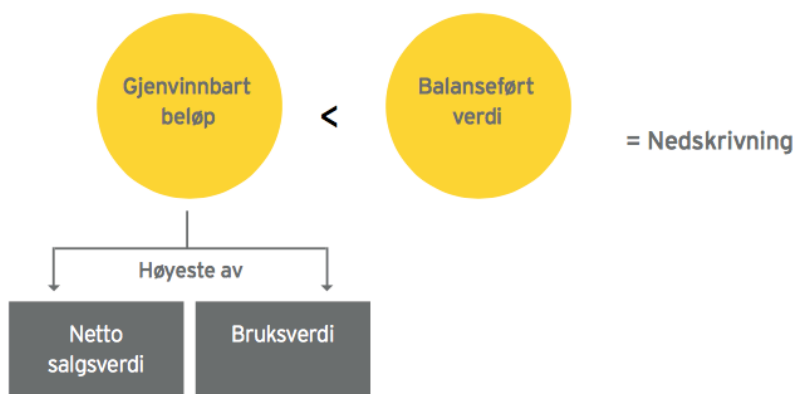 Gjenvinnbart
beløp
<
Balanseført
verdi
= Nedskrivning
Høyeste av
Netto
salgsverdi
Bruksverdi